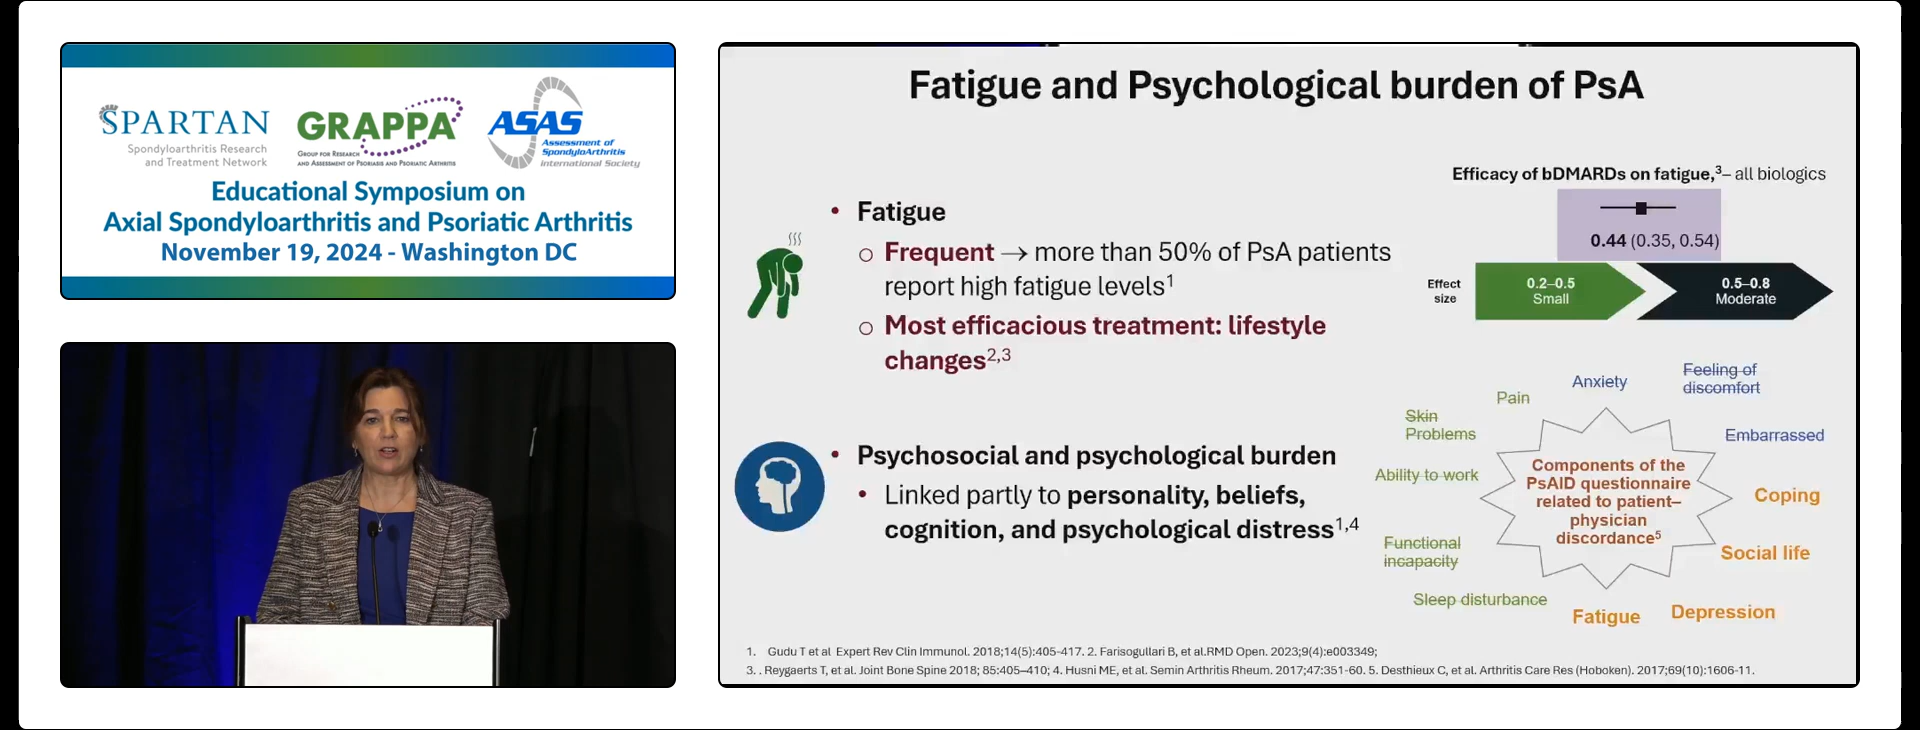 SPARTAN
Spondyloarthritis Research
and Treatment Network
GRAPPA
Group for Research
and Assessment of Psoriasis and Psoriatic Arthritis
ASAS
Assessment of
SpondyloArthritis
international Society
Educational Symposium on
Axial Spondyloarthritis and Psoriatic Arthritis
November 19, 2024 - Washington DC
Fatigue and Psychological burden of PsA
• Fatigue
o Frequent → more than 50% of PsA patients
report high fatigue levels1
o Most efficacious treatment: lifestyle
changes2,3
• Psychosocial and psychological burden
• Linked partly to personality, beliefs,
cognition, and psychological distress1,4
Efficacy of bDMARDs on fatigue,3– all biologics
0.44 (0.35, 0.54)
Effect
size
0.2–0.5
Small
0.5–0.8
Moderate
Anxiety
Feeling of
discomfort
Pain
Skin
Problems
Embarrassed
Ability to work
Components of the
PsAID questionnaire
related to patient–
physician
discordance5
Coping
Functional
incapacity
Social life
Sleep disturbance
Fatigue
Depression
1. Gudu T et al Expert Rev Clin Immunol. 2018;14(5):405-417. 2. Farisogullari B, et al.RMD Open. 2023;9(4):e003349;
3. . Reygaerts T, et al. Joint Bone Spine 2018; 85:405–410; 4. Husni ME, et al. Semin Arthritis Rheum. 2017;47:351-60. 5. Desthieux C, et al. Arthritis Care Res (Hoboken). 2017;69(10):1606-11.